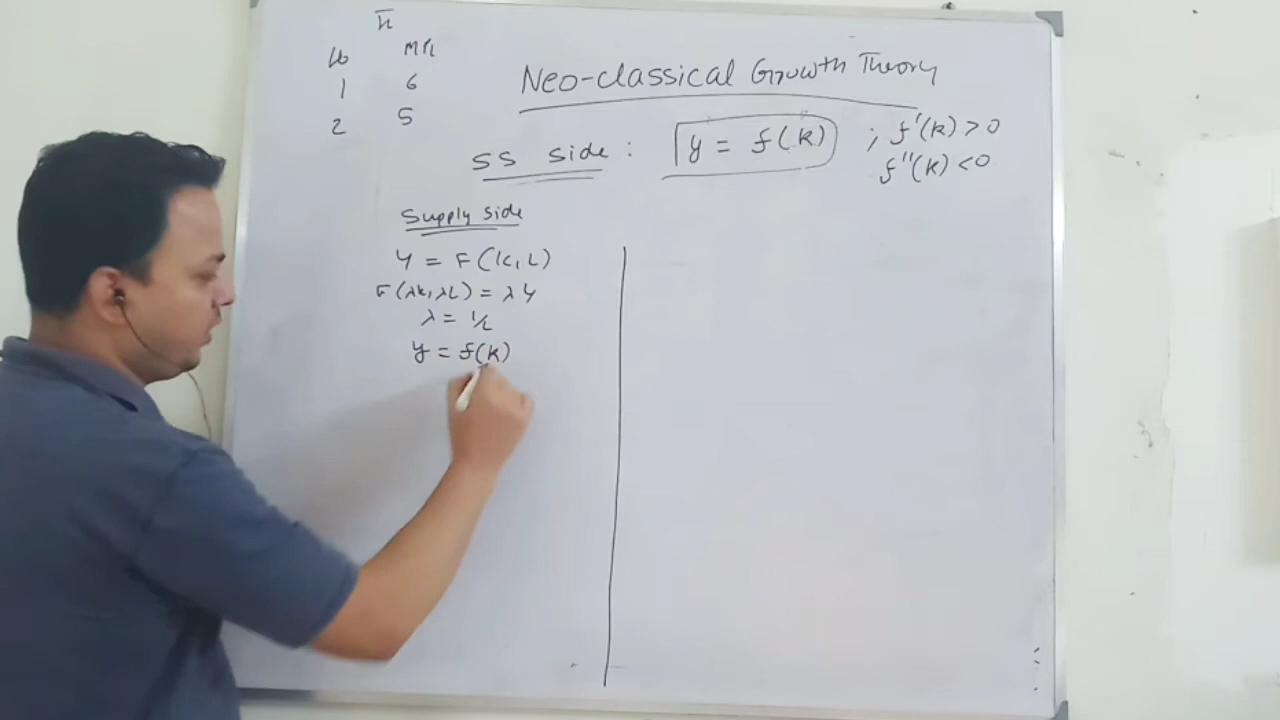 k̅
Lb MPL
1 6
2 5
Neo-classical Growth Theory
SS side : y = f(k) ; f'(k) > 0
f''(k) < 0
Supply side
Y = F(K, L)
F(λK, λL) = λY
λ = 1/L
y = f(k)